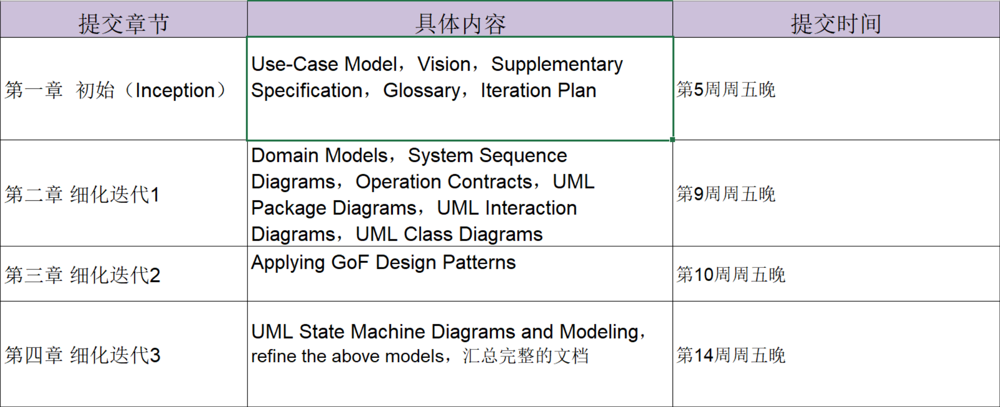 提交章节
具体内容
提交时间
第一章  初始（Inception）
Use-Case Model，Vision，Supplementary
Specification，Glossary，Iteration Plan
第5周周五晚
第二章 细化迭代1
Domain Models，System Sequence
Diagrams，Operation Contracts，UML
Package Diagrams，UML Interaction
Diagrams，UML Class Diagrams
第9周周五晚
第三章 细化迭代2
Applying GoF Design Patterns
第10周周五晚
第四章 细化迭代3
UML State Machine Diagrams and Modeling，
refine the above models，汇总完整的文档
第14周周五晚